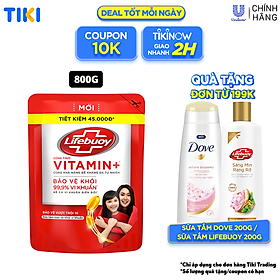 TIKI
DEAL TỐT MỖI NGÀY
COUPON
10K
TIKINOW
GIAO NHANH 2H
Unilever
CHÍNH HÃNG
800G
QUÀ TẶNG
ĐƠN TỪ 199K
MỚI
TIẾT KIỆM 45.000Đ*
Lifebuoy
VITAMIN+
BẢO VỆ KHỎI
99,9% VI KHUẨN
Dove
Lifebuoy
SỮA TẮM DOVE 200G /
SỮA TẮM LIFEBUOY 200G
*Chỉ áp dụng cho đơn hàng Tiki Trading
*Số lượng quà tặng/coupon có hạn